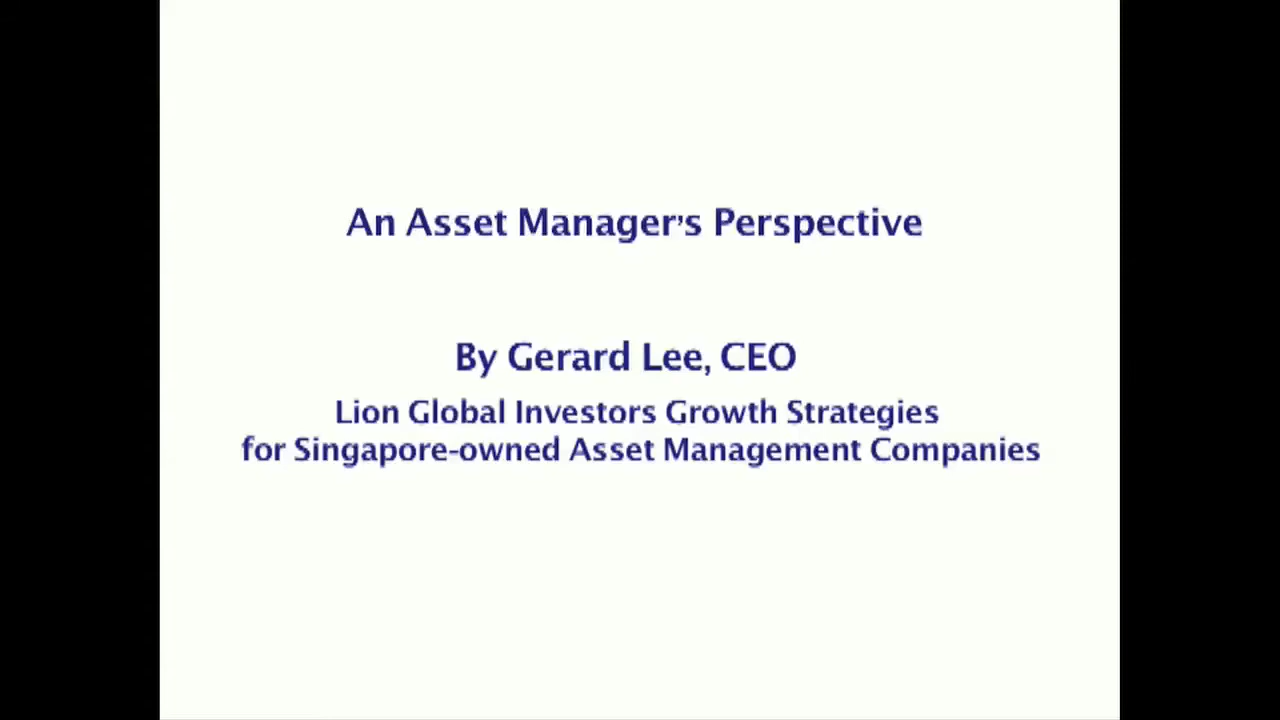 An Asset Manager's Perspective
By Gerard Lee, CEO
Lion Global Investors Growth Strategies
for Singapore-owned Asset Management Companies